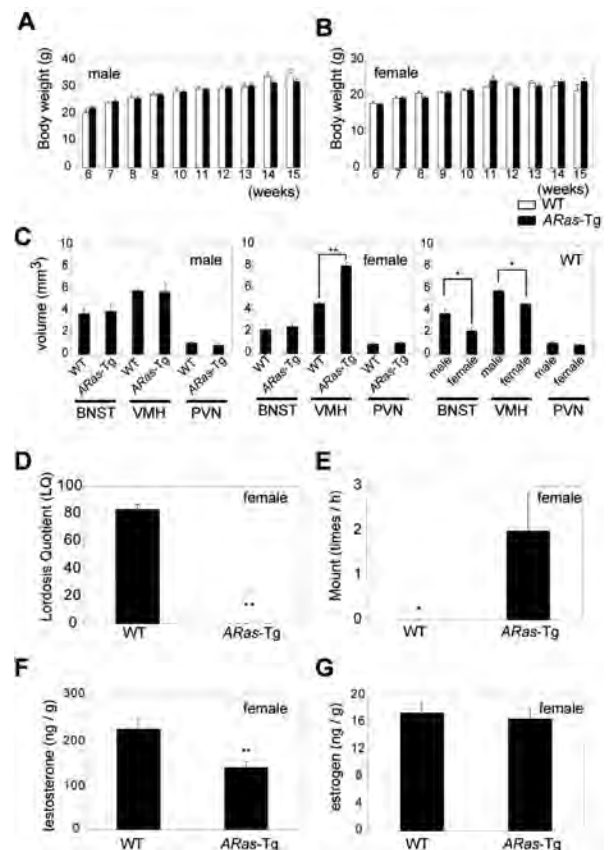 A
B
Body weight (g)
male
40
30
20
10
0
6 7 8 9 10 11 12 13 14 15
(weeks)
Body weight (g)
female
30
20
10
0
6 7 8 9 10 11 12 13 14 15
(weeks)
WT
ARas-Tg
C
volume (mm³)
10
8
6
4
2
0
male
WT ARas-Tg WT ARas-Tg WT ARas-Tg
BNST VMH PVN
10
8
6
4
2
0
**
female
WT ARas-Tg WT ARas-Tg WT ARas-Tg
BNST VMH PVN
10
8
6
4
2
0
* *
WT
male female male female male female
BNST VMH PVN
D
Lordosis Quotient (LQ)
100
80
60
40
20
0
female
**
WT ARas-Tg
E
Mount (times / h)
3
2
1
0
female
*
WT ARas-Tg
F
testosterone (ng / g)
300
200
100
0
female
**
WT ARas-Tg
G
estrogen (ng / g)
20
16
12
8
4
0
female
WT ARas-Tg